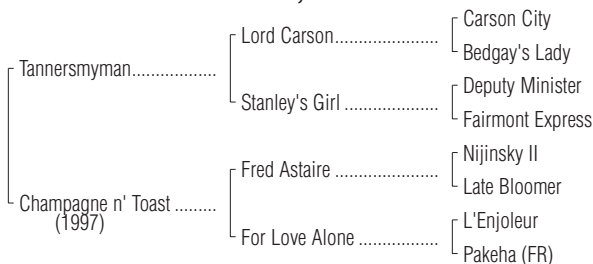 Carson City
Lord Carson.....................
Bedgay's Lady
Tannersmyman.................
Deputy Minister
Stanley's Girl ...................
Fairmont Express
Nijinsky II
Fred Astaire .....................
Late Bloomer
Champagne n' Toast .........
(1997)
L'Enjoleur
For Love Alone ................
Pakeha (FR)